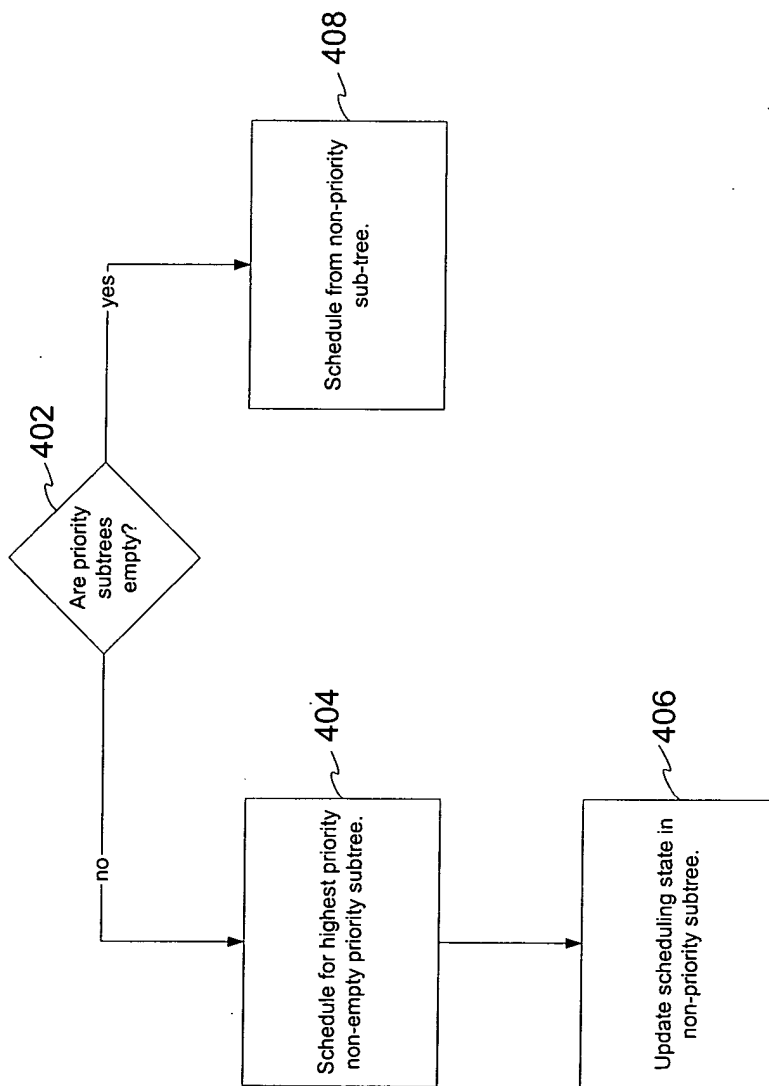 402
Are priority
subtrees
empty?
no
yes
404
Schedule for highest priority
non-empty priority subtree.
408
Schedule from non-priority
sub-tree.
406
Update scheduling state in
non-priority subtree.